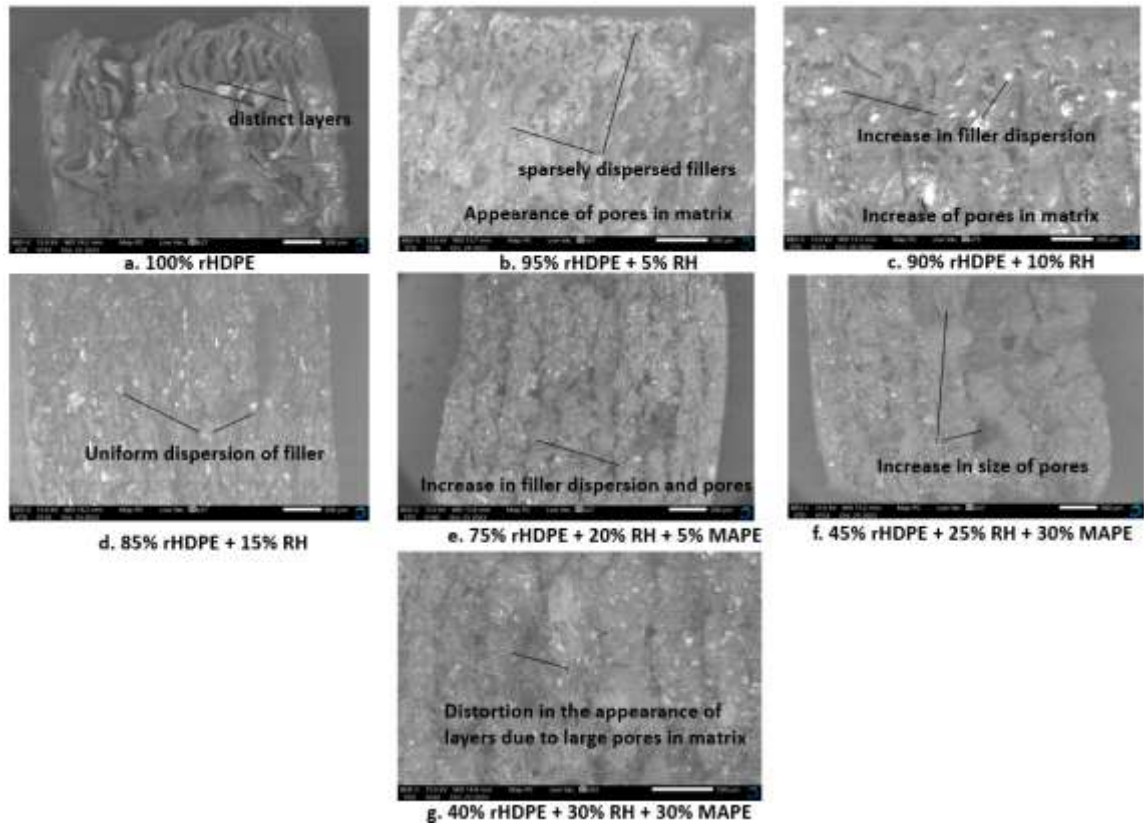 distinct layers
a. 100% rHDPE
sparsely dispersed fillers
Appearance of pores in matrix
b. 95% rHDPE + 5% RH
Increase in filler dispersion
Increase of pores in matrix
c. 90% rHDPE + 10% RH
Uniform dispersion of filler
d. 85% rHDPE + 15% RH
Increase in filler dispersion and pores
e. 75% rHDPE + 20% RH + 5% MAPE
Increase in size of pores
f. 45% rHDPE + 25% RH + 30% MAPE
Distortion in the appearance of
layers due to large pores in matrix
g. 40% rHDPE + 30% RH + 30% MAPE